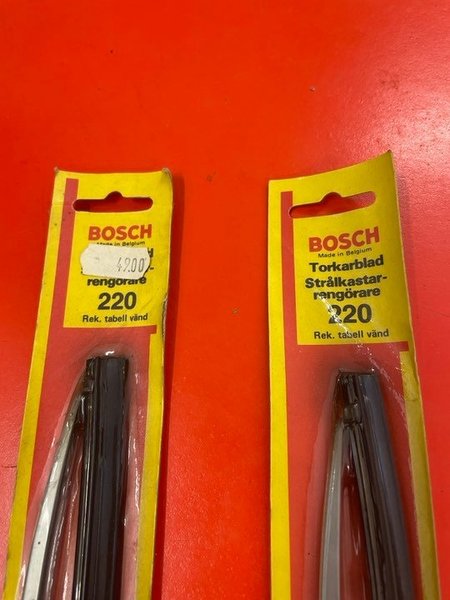 BOSCH
Made in Belgium
4900
rengörare
220
Rek. tabell vänd
BOSCH
Made in Belgium
Torkarblad
Strålkastar-
rengörare
220
Rek. tabell vänd